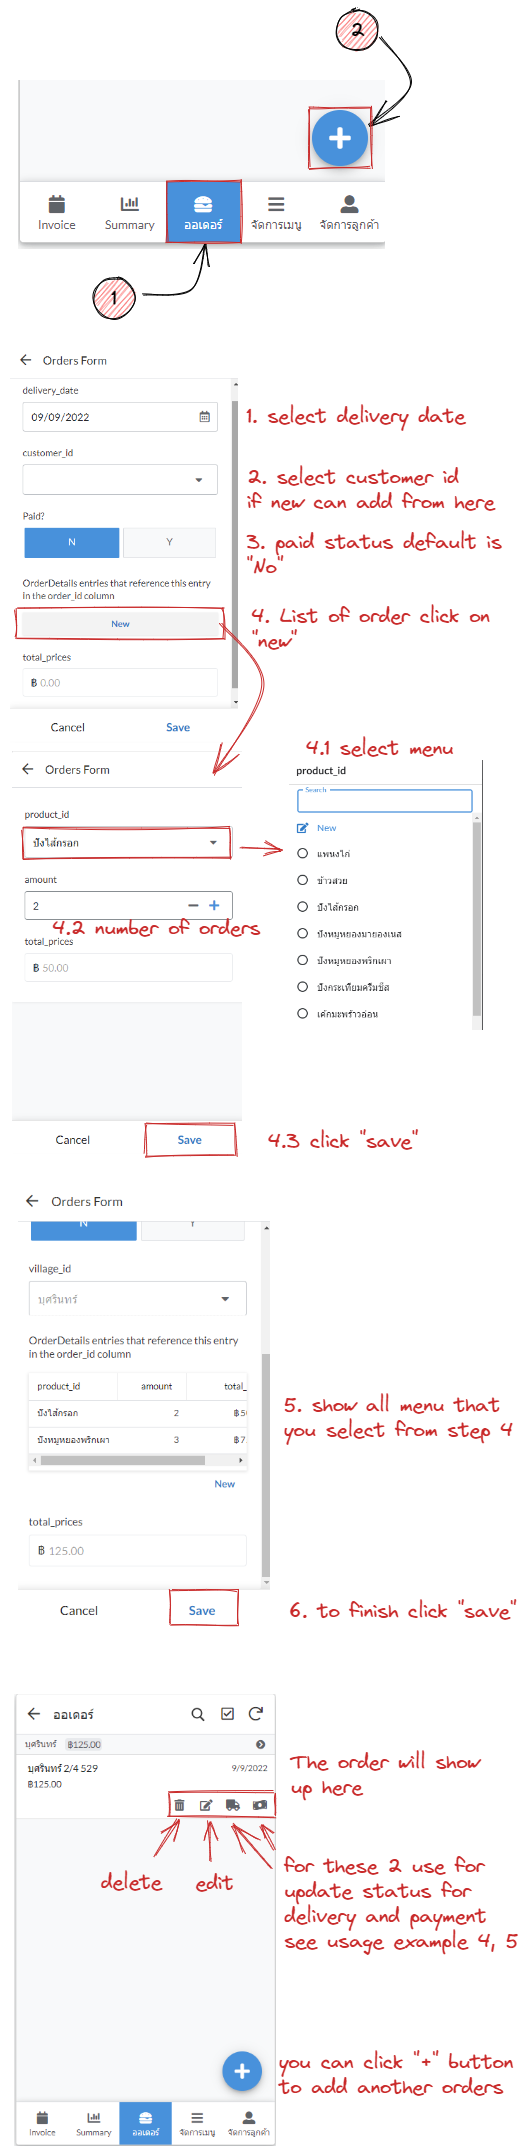 2
Invoice
Summary
ออเดอร์
จัดการเมนู
จัดการลูกค้า
1
Orders Form
delivery_date
09/09/2022
1. select delivery date
customer_id
2. select customer id
if new can add from here
Paid?
N
Y
3. paid status default is
"No"
OrderDetails entries that reference this entry
in the order_id column
New
4. List of order click on
"new"
total_prices
฿ 0.00
Cancel
Save
4.1 select menu
Orders Form
product_id
ปังไส้กรอก
amount
2
4.2 number of orders
total_prices
฿ 50.00
product_id
Search
New
แพนงไก่
ข้าวสวย
ปังไส้กรอก
ปังหมูหยองมายองเนส
ปังหมูหยองพริกเผา
ปังกระเทียมครีมชีส
เค้กมะพร้าวอ่อน
Cancel
Save
4.3 click "save"
Orders Form
N
Y
village_id
บุศรินทร์
OrderDetails entries that reference this entry
in the order_id column
product_id
amount
total_
ปังไส้กรอก
2
฿5
ปังหมูหยองพริกเผา
3
฿7
New
5. show all menu that
you select from step 4
total_prices
฿ 125.00
Cancel
Save
6. to finish click "save"
ออเดอร์
บุศรินทร์ ฿125.00
บุศรินทร์ 2/4 529
9/9/2022
฿125.00
The order will show
up here
delete
edit
for these 2 use for
update status for
delivery and payment
see usage example 4, 5
you can click "+" button
to add another orders
Invoice
Summary
ออเดอร์
จัดการเมนู
จัดการลูกค้า